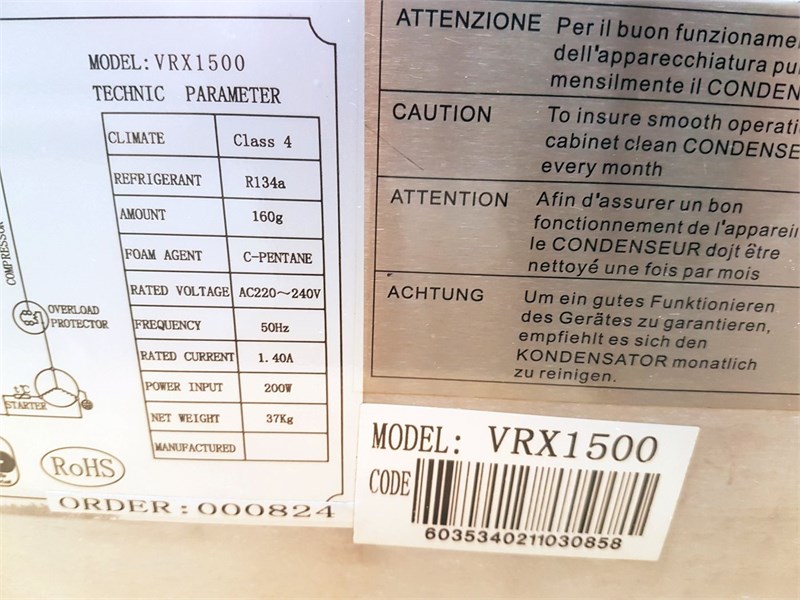 MODEL: VRX1500
TECHNIC PARAMETER
CLIMATE Class 4
REFRIGERANT R134a
AMOUNT 160g
FOAM AGENT C-PENTANE
RATED VOLTAGE AC220～240V
FREQUENCY 50Hz
RATED CURRENT 1.40A
POWER INPUT 200W
NET WEIGHT 37Kg
MANUFACTURED
COMPRESSOR
OVERLOAD
PROTECTOR
STARTER
RoHS
ORDER: 000824
ATTENZIONE Per il buon funzioname
dell'apparecchiatura pu
mensilmente il CONDEN
CAUTION To insure smooth operati
cabinet clean CONDENSE
every month
ATTENTION Afin d'assurer un bon
fonctionnement de l'apparein
le CONDENSEUR dojt être
nettoyé une fois par mois
ACHTUNG Um ein gutes Funktionieren
des Gerätes zu garantieren,
empfiehlt es sich den
KONDENSATOR monatlich
zu reinigen.
MODEL: VRX1500
CODE
6035340211030858